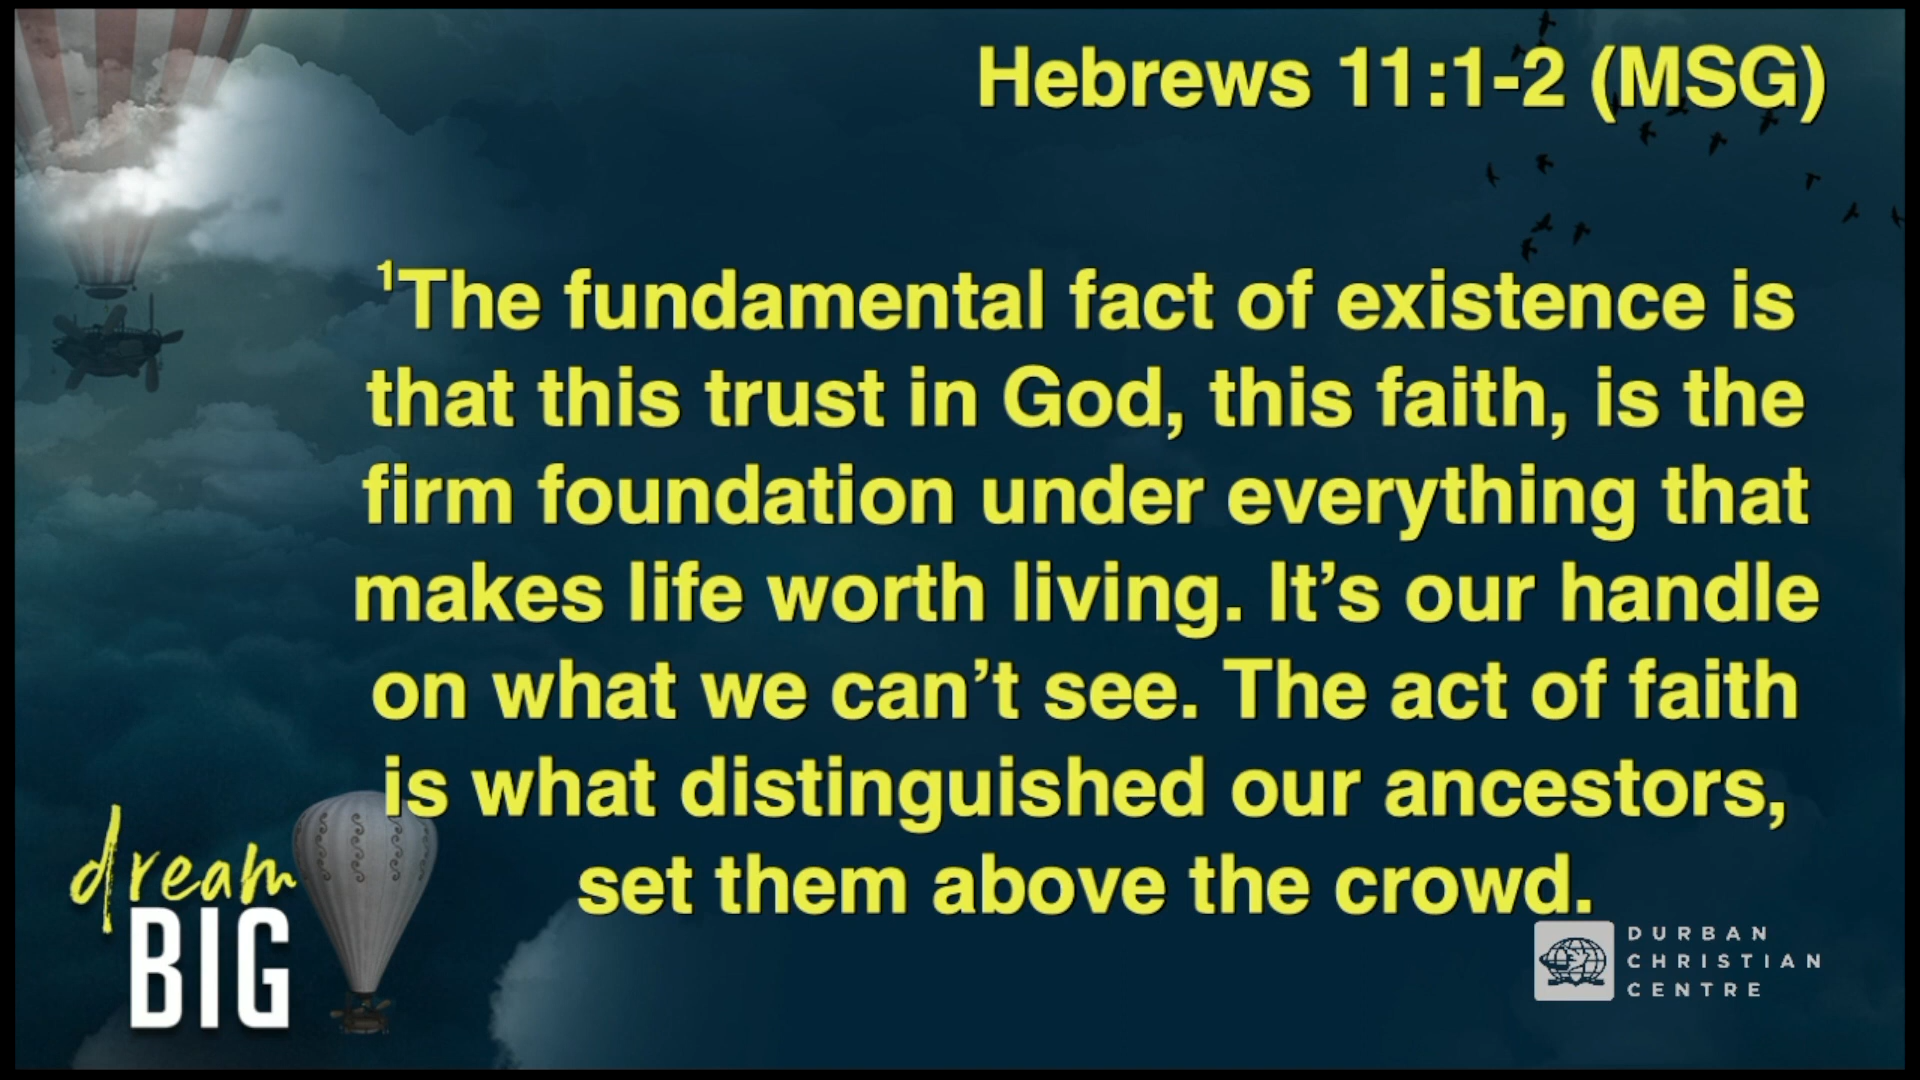 Hebrews 11:1-2 (MSG)
¹The fundamental fact of existence is
that this trust in God, this faith, is the
firm foundation under everything that
makes life worth living. It’s our handle
on what we can’t see. The act of faith
is what distinguished our ancestors,
set them above the crowd.
dream
BIG
DURBAN
CHRISTIAN
CENTRE